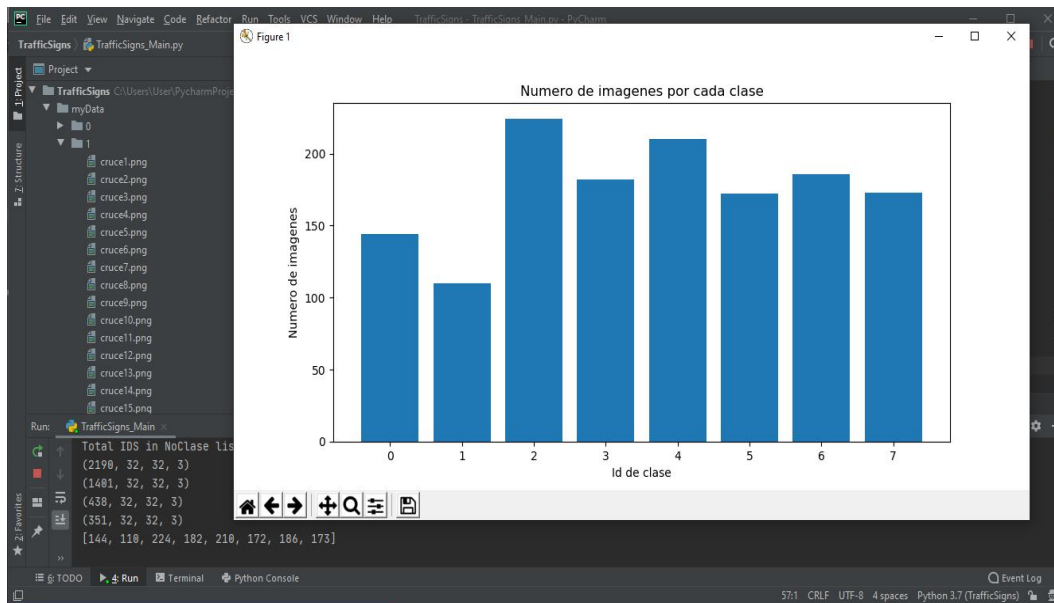 PC File Edit View Navigate Code Refactor Run Tools VCS Window Help TrafficSigns - TrafficSigns_Main.py - PyCharm
TrafficSigns TrafficSigns_Main.py
1: Project
Project
TrafficSigns C:\Users\User\PycharmProje
myData
0
1
cruce1.png
cruce2.png
cruce3.png
cruce4.png
cruce5.png
cruce6.png
cruce7.png
cruce8.png
cruce9.png
cruce10.png
cruce11.png
cruce12.png
cruce13.png
cruce14.png
cruce15.png
7: Structure
2: Favorites
Figure 1
Numero de imagenes por cada clase
Numero de imagenes
200
150
100
50
0
0 1 2 3 4 5 6 7
Id de clase
Run: TrafficSigns_Main
Total IDS in NoClase lis
(2190, 32, 32, 3)
(1401, 32, 32, 3)
(438, 32, 32, 3)
(351, 32, 32, 3)
[144, 110, 224, 182, 210, 172, 186, 173]
6: TODO 4: Run Terminal Python Console Event Log
57:1 CRLF UTF-8 4 spaces Python 3.7 (TrafficSigns)